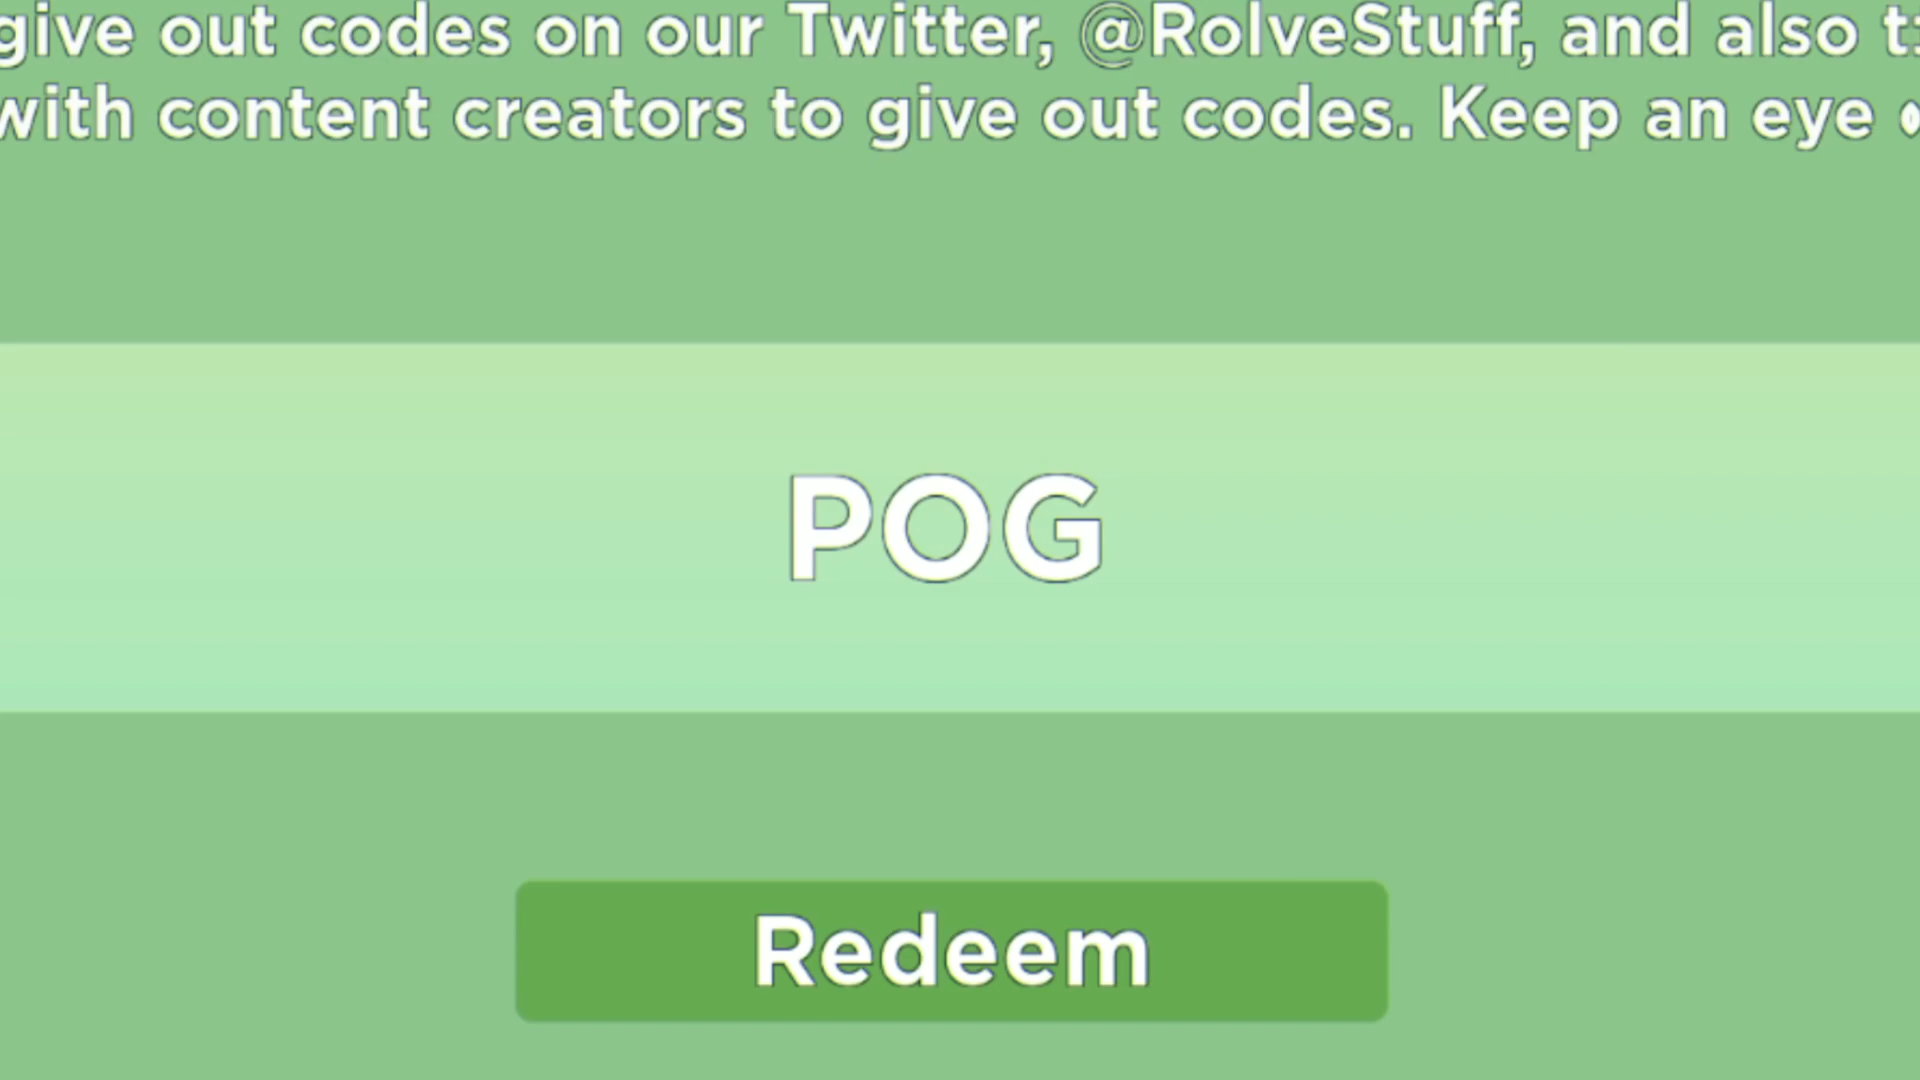 give out codes on our Twitter, @RolveStuff, and also
with content creators to give out codes. Keep an eye
POG
Redeem